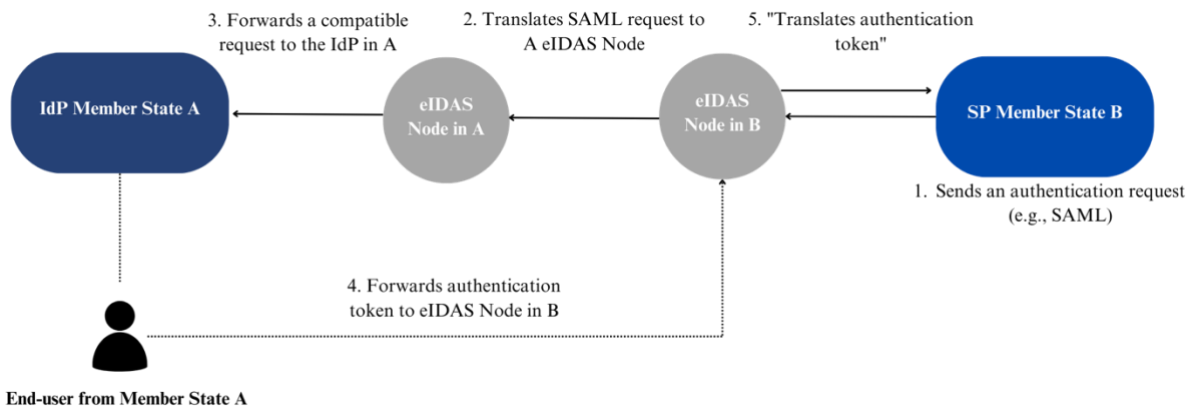 3. Forwards a compatible
request to the IdP in A
2. Translates SAML request to
A eIDAS Node
5. "Translates authentication
token"
IdP Member State A
eIDAS
Node in A
eIDAS
Node in B
SP Member State B
1. Sends an authentication request
(e.g., SAML)
4. Forwards authentication
token to eIDAS Node in B
End-user from Member State A